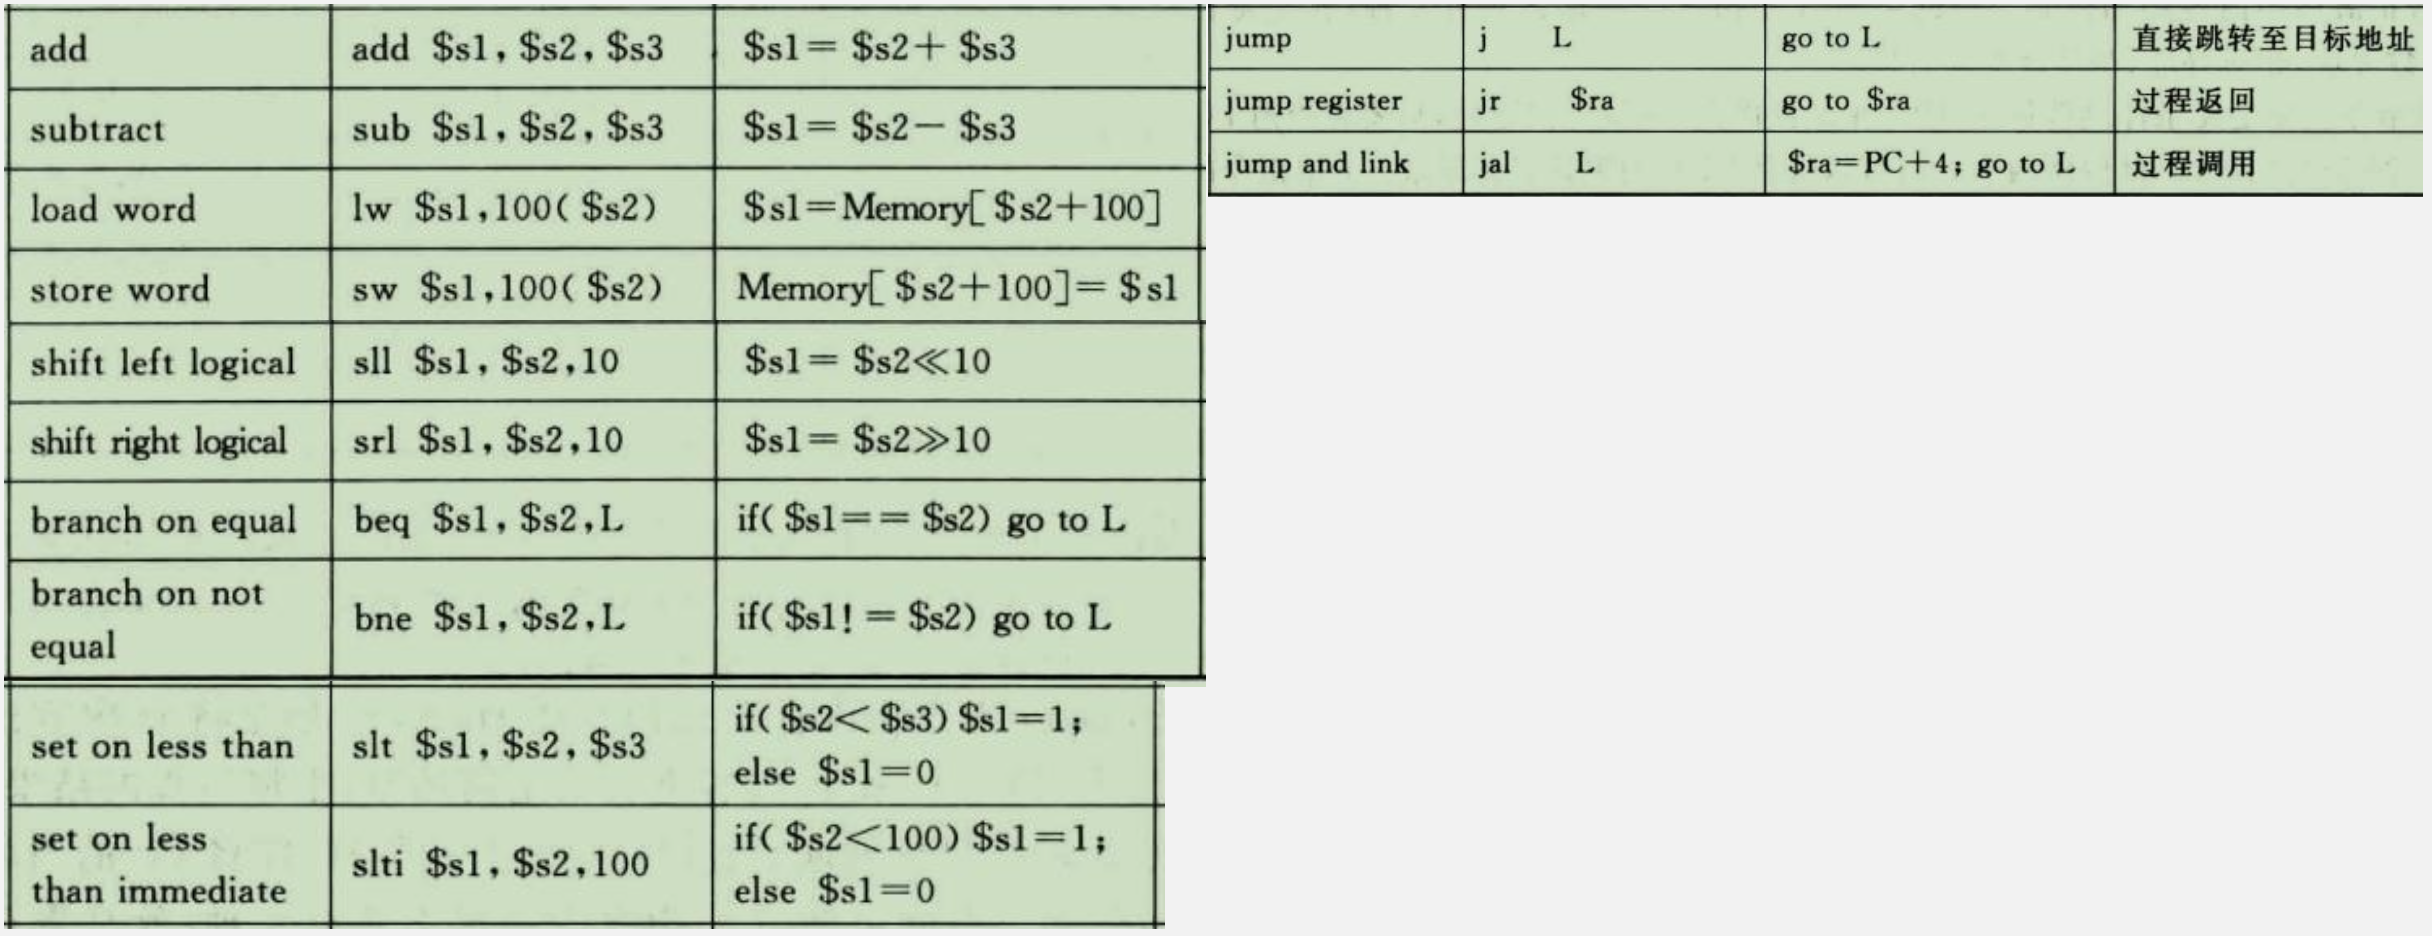 add add $s1, $s2, $s3 $s1= $s2+ $s3
subtract sub $s1, $s2, $s3 $s1= $s2- $s3
load word lw $s1,100( $s2) $s1=Memory[ $s2+100]
store word sw $s1,100( $s2) Memory[ $s2+100]= $s1
shift left logical sll $s1, $s2,10 $s1= $s2≪10
shift right logical srl $s1, $s2,10 $s1= $s2≫10
branch on equal beq $s1, $s2,L if( $s1== $s2) go to L
branch on not
equal
bne $s1, $s2,L if( $s1!= $s2) go to L
set on less than slt $s1, $s2, $s3
if( $s2< $s3) $s1=1;
else $s1=0
set on less
than immediate
slti $s1, $s2,100
if( $s2<100) $s1=1;
else $s1=0
jump j L go to L 直接跳转至目标地址
jump register jr $ra go to $ra 过程返回
jump and link jal L $ra=PC+4; go to L 过程调用